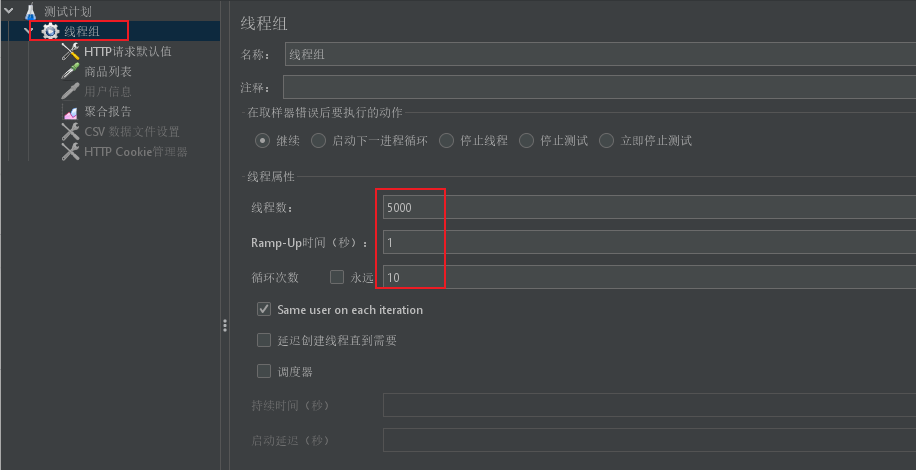 测试计划
线程组
HTTP请求默认值
商品列表
用户信息
聚合报告
CSV 数据文件设置
HTTP Cookie管理器
线程组
名称： 线程组
注释：
在取样器错误后要执行的动作
继续 启动下一进程循环 停止线程 停止测试 立即停止测试
线程属性
线程数： 5000
Ramp-Up时间（秒）： 1
循环次数 永远 10
Same user on each iteration
延迟创建线程直到需要
调度器
持续时间（秒）
启动延迟（秒）